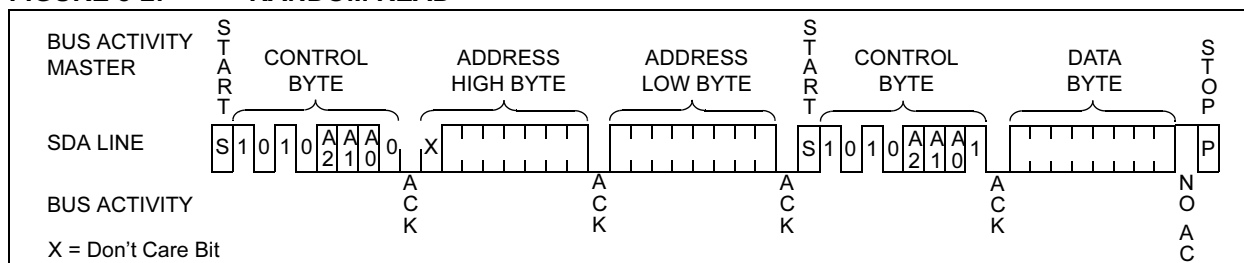 FIGURE RANDOM READ
BUS ACTIVITY
MASTER
START
CONTROL
BYTE
ADDRESS
HIGH BYTE
ADDRESS
LOW BYTE
START
CONTROL
BYTE
DATA
BYTE
STOP
SDA LINE
S 1 0 1 0 A2 A1 A0 0 X S 1 0 1 0 A2 A1 A0 1 P
BUS ACTIVITY
ACK
ACK
ACK
ACK
NO AC
X = Don't Care Bit